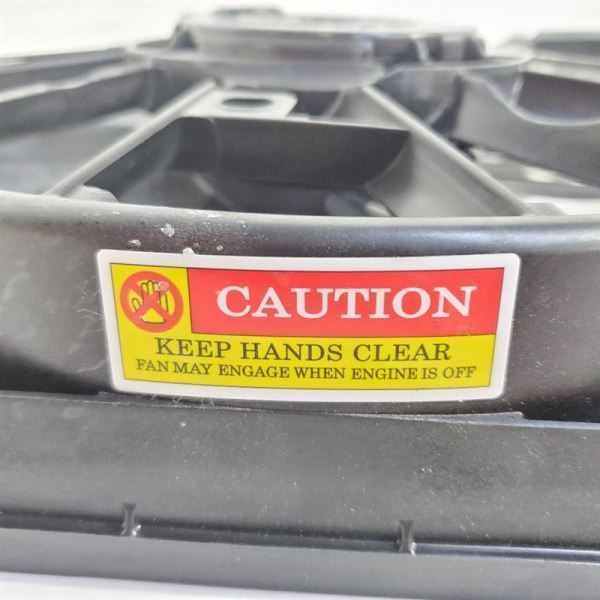 CAUTION
KEEP HANDS CLEAR
FAN MAY ENGAGE WHEN ENGINE IS OFF